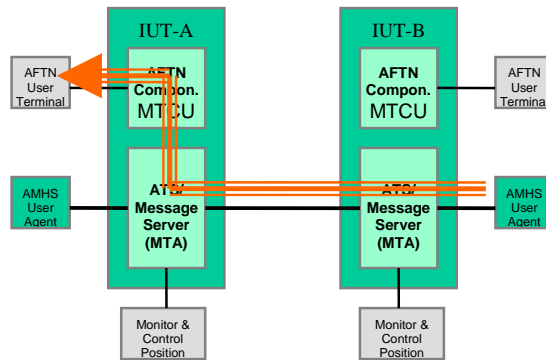 IUT-A
IUT-B
AFTN
User
Terminal
AFTN
Compon.
MTCU
AFTN
Compon.
MTCU
AFTN
User
Terminal
AMHS
User
Agent
ATS/
Message
Server
(MTA)
ATS/
Message
Server
(MTA)
AMHS
User
Agent
Monitor &
Control
Position
Monitor &
Control
Position